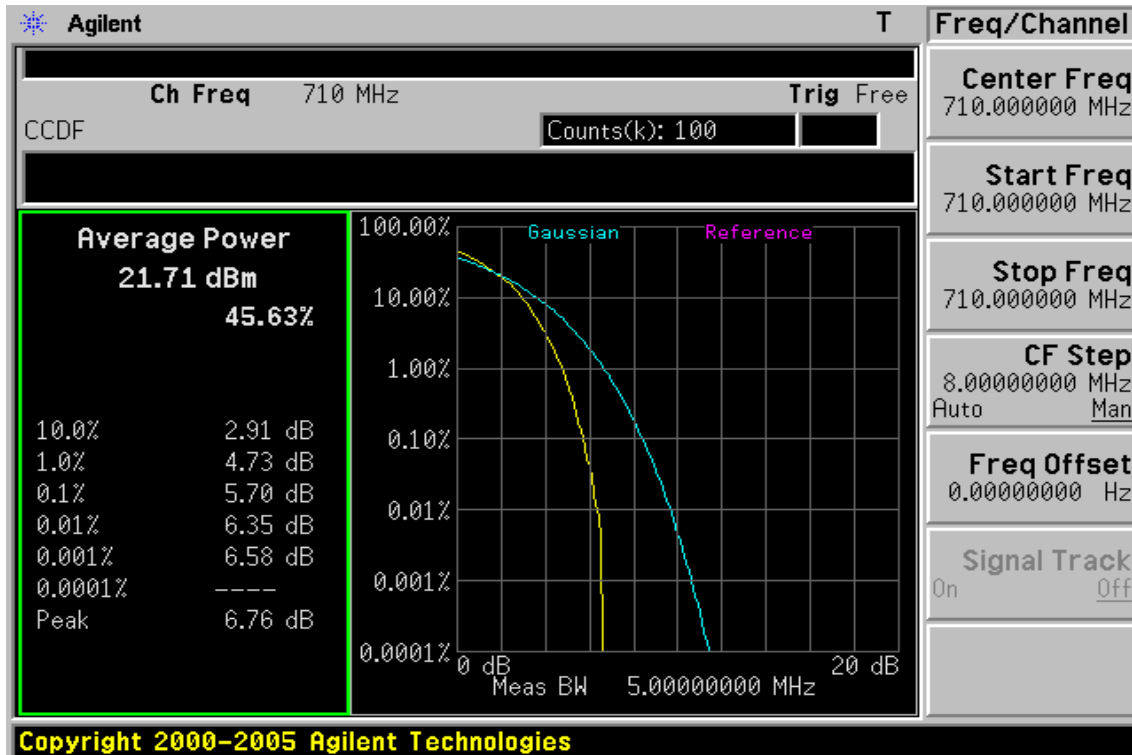 Agilent T
Ch Freq 710 MHz Trig Free
CCDF Counts(k): 100
Average Power
21.71 dBm
45.63%
10.0% 2.91 dB
1.0% 4.73 dB
0.1% 5.70 dB
0.01% 6.35 dB
0.001% 6.58 dB
0.0001% ----
Peak 6.76 dB
Gaussian Reference
100.00%
10.00%
1.00%
0.10%
0.01%
0.001%
0.0001%
0 dB 20 dB
Meas BW 5.00000000 MHz
Freq/Channel
Center Freq
710.000000 MHz
Start Freq
710.000000 MHz
Stop Freq
710.000000 MHz
CF Step
8.00000000 MHz
Auto Man
Freq Offset
0.00000000 Hz
Signal Track
On Off
Copyright 2000-2005 Agilent Technologies